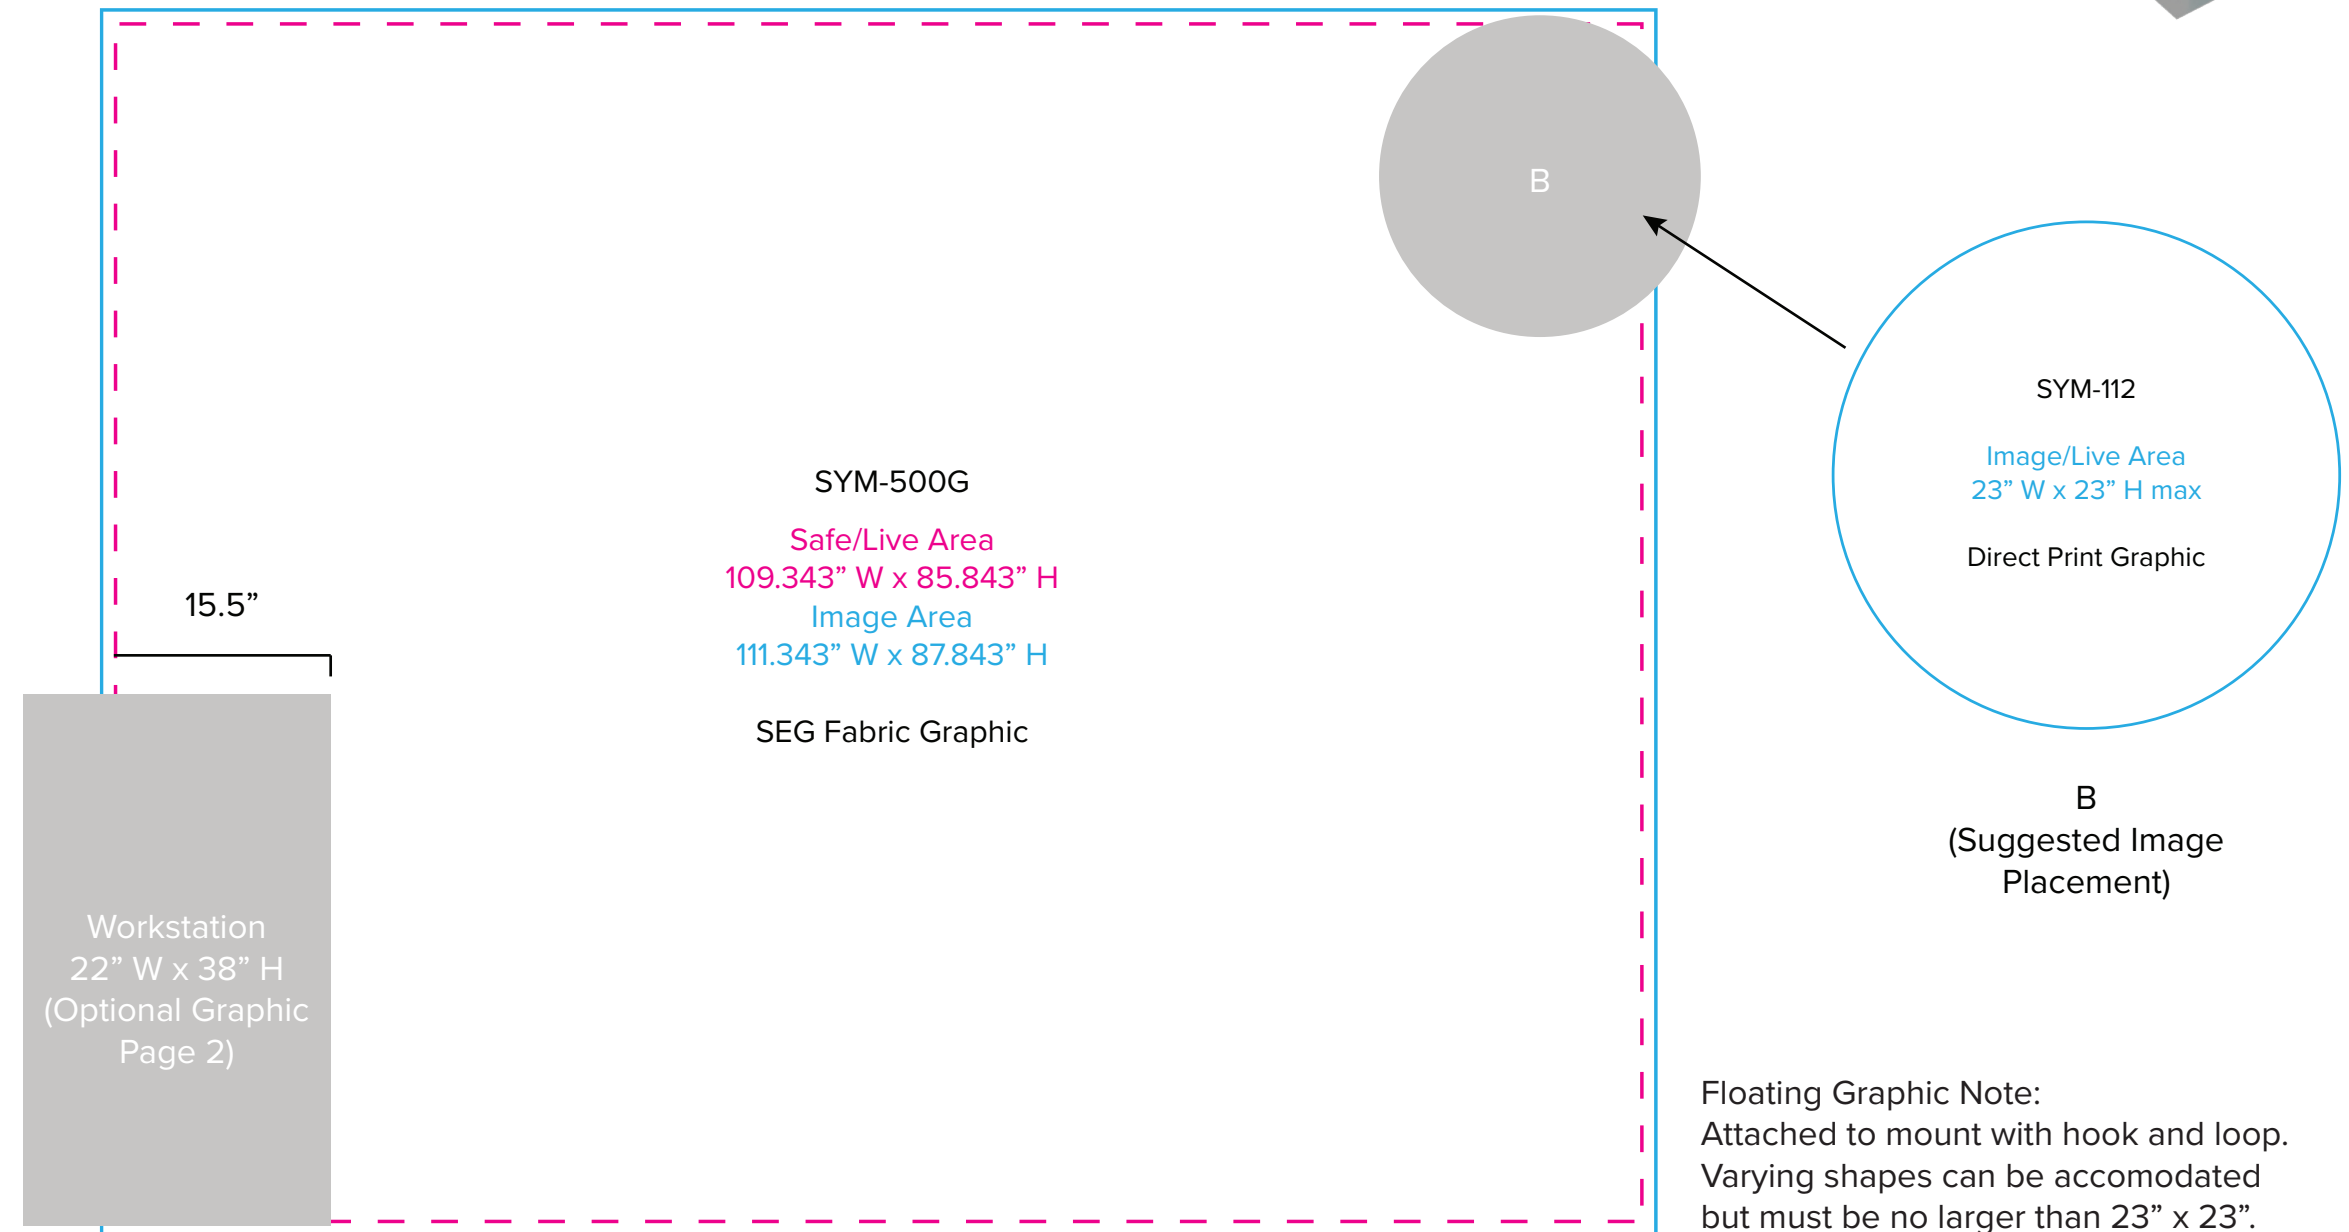 B
SYM-500G
Safe/Live Area
109.343” W x 85.843” H
Image Area
111.343” W x 87.843” H
SEG Fabric Graphic
15.5”
Workstation
22” W x 38” H
(Optional Graphic
Page 2)
SYM-112
Image/Live Area
23” W x 23” H max
Direct Print Graphic
B
(Suggested Image
Placement)
Floating Graphic Note:
Attached to mount with hook and loop.
Varying shapes can be accomodated
but must be no larger than 23” x 23”.